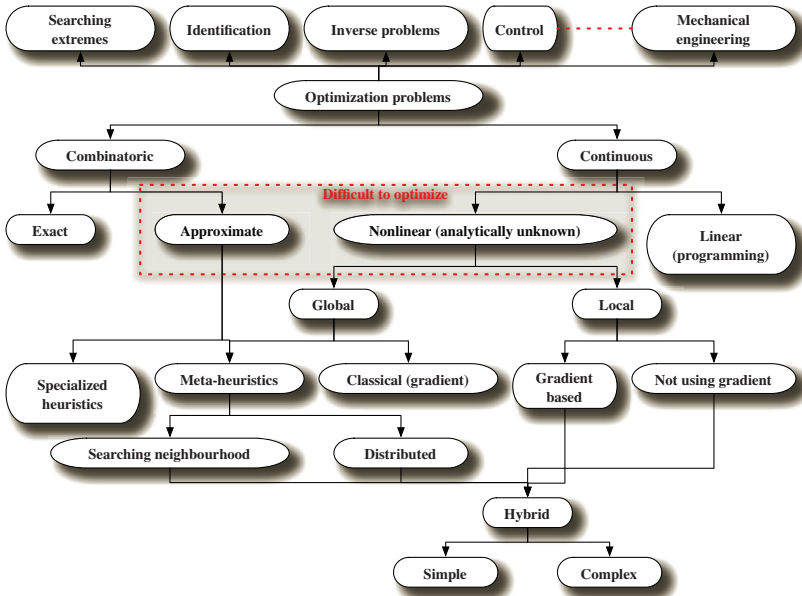 Searching
extremes
Identification
Inverse problems
Control
Mechanical
engineering
Optimization problems
Combinatoric
Continuous
Difficult to optimize
Exact
Approximate
Nonlinear (analytically unknown)
Linear
(programming)
Global
Local
Specialized
heuristics
Meta-heuristics
Classical (gradient)
Gradient
based
Not using gradient
Searching neighbourhood
Distributed
Hybrid
Simple
Complex